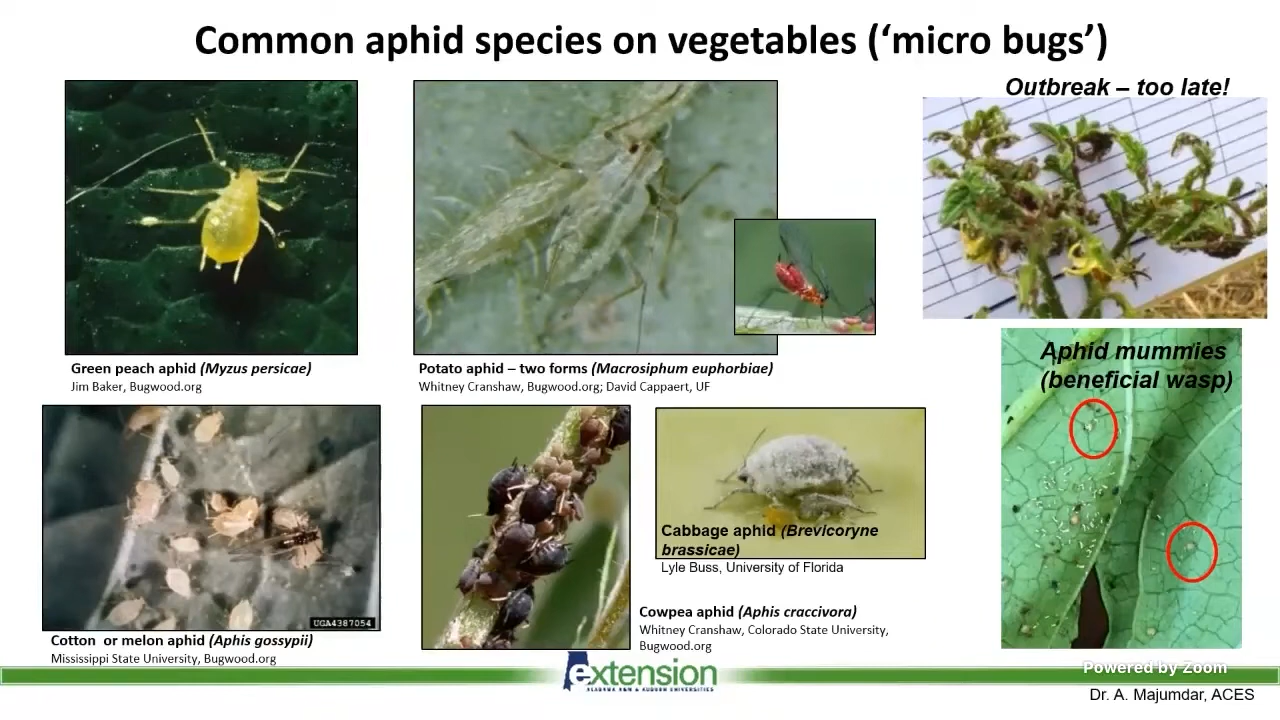 Common aphid species on vegetables (‘micro bugs’)
Outbreak – too late!
Green peach aphid (Myzus persicae)
Jim Baker, Bugwood.org
Potato aphid – two forms (Macrosiphum euphorbiae)
Whitney Cranshaw, Bugwood.org; David Cappaert, UF
Aphid mummies
(beneficial wasp)
UGA4387054
Cotton  or melon aphid (Aphis gossypii)
Mississippi State University, Bugwood.org
Cabbage aphid (Brevicoryne
brassicae)
Lyle Buss, University of Florida
Cowpea aphid (Aphis craccivora)
Whitney Cranshaw, Colorado State University,
Bugwood.org
extension
ALABAMA A&M & AUBURN UNIVERSITIES
Powered by Zoom
Dr. A. Majumdar, ACES